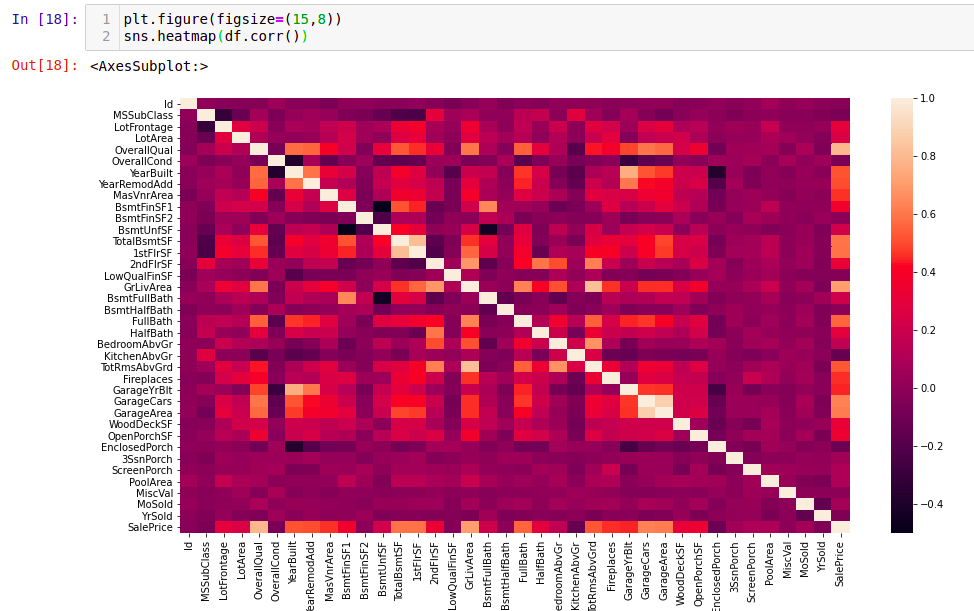 In [18]:
1 plt.figure(figsize=(15,8))
2 sns.heatmap(df.corr())
Out[18]: <AxesSubplot:>
Id
MSSubClass
LotFrontage
LotArea
OverallQual
OverallCond
YearBuilt
YearRemodAdd
MasVnrArea
BsmtFinSF1
BsmtFinSF2
BsmtUnfSF
TotalBsmtSF
1stFlrSF
2ndFlrSF
LowQualFinSF
GrLivArea
BsmtFullBath
BsmtHalfBath
FullBath
HalfBath
BedroomAbvGr
KitchenAbvGr
TotRmsAbvGrd
Fireplaces
GarageYrBlt
GarageCars
GarageArea
WoodDeckSF
OpenPorchSF
EnclosedPorch
3SsnPorch
ScreenPorch
PoolArea
MiscVal
MoSold
YrSold
SalePrice
Id
MSSubClass
LotFrontage
LotArea
OverallQual
OverallCond
YearBuilt
YearRemodAdd
MasVnrArea
BsmtFinSF1
BsmtFinSF2
BsmtUnfSF
TotalBsmtSF
1stFlrSF
2ndFlrSF
LowQualFinSF
GrLivArea
BsmtFullBath
BsmtHalfBath
FullBath
HalfBath
edroomAbvGr
KitchenAbvGr
TotRmsAbvGrd
Fireplaces
GarageYrBlt
GarageCars
GarageArea
WoodDeckSF
OpenPorchSF
EnclosedPorch
3SsnPorch
ScreenPorch
PoolArea
MiscVal
MoSold
YrSold
SalePrice
1.0
0.8
0.6
0.4
0.2
0.0
−0.2
−0.4